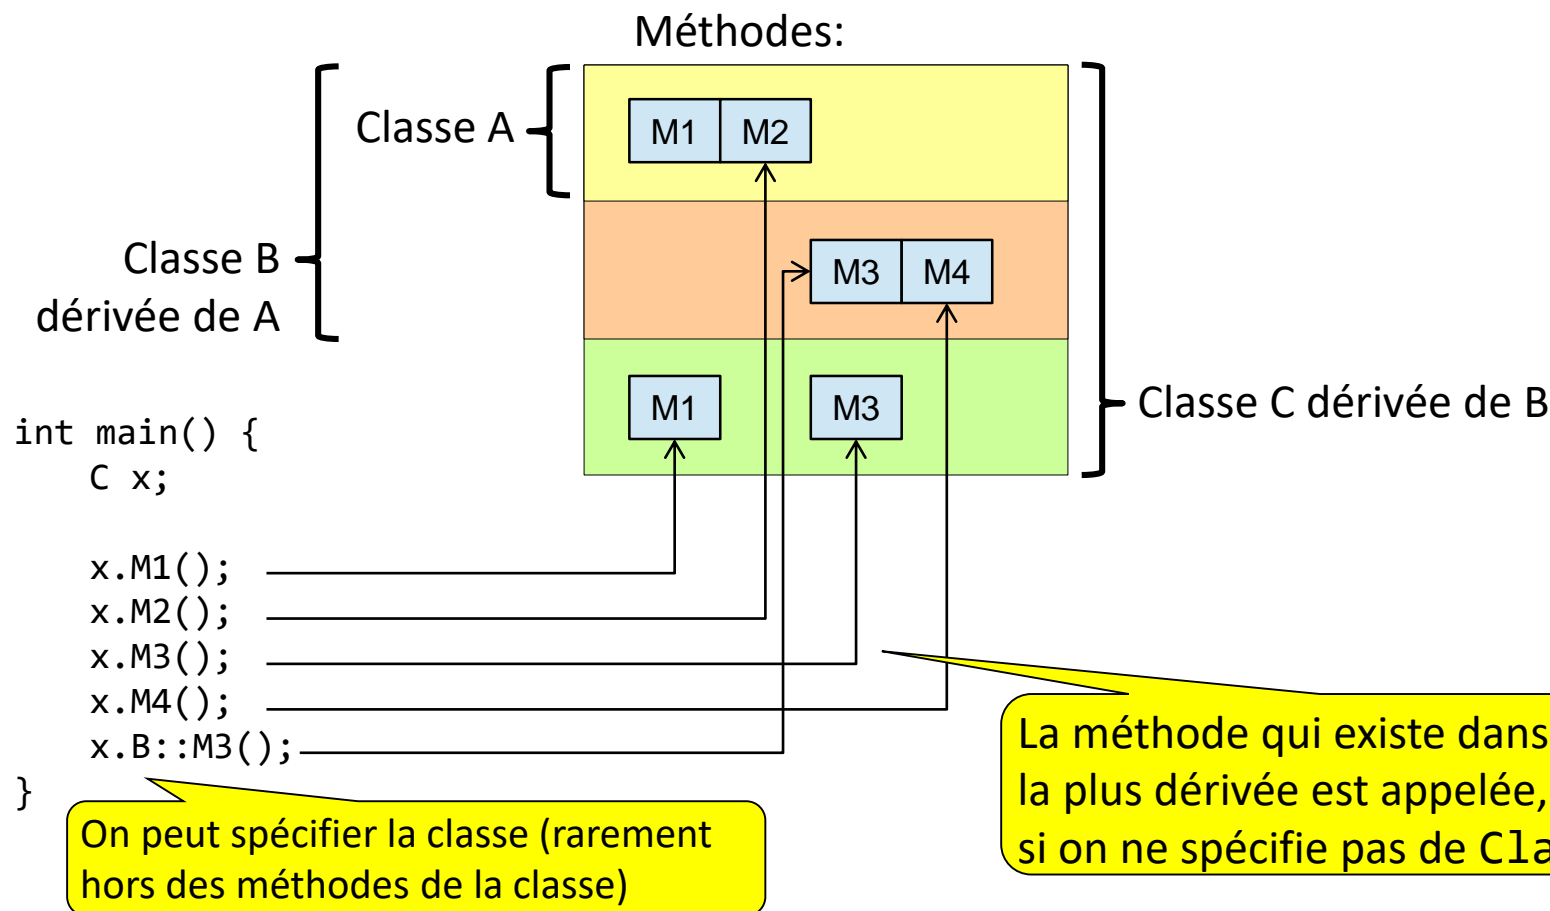 Méthodes:
Classe A
M1 M2
Classe B
dérivée de A
M3 M4
M1 M3
Classe C dérivée de B
int main() {
C x;
x.M1();
x.M2();
x.M3();
x.M4();
x.B::M3();
}
La méthode qui existe dans
la plus dérivée est appelée,
si on ne spécifie pas de
On peut spécifier la classe (rarement
hors des méthodes de la classe)